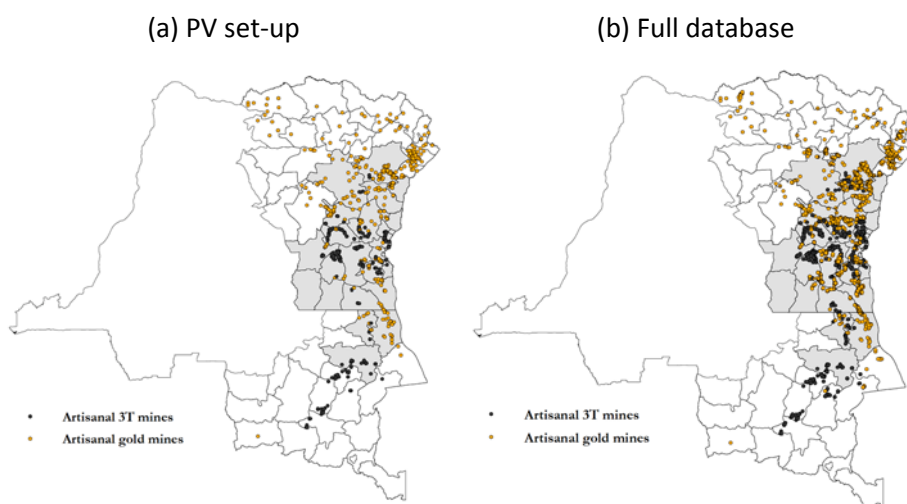 (a) PV set-up
(b) Full database
Artisanal 3T mines
Artisanal gold mines
Artisanal 3T mines
Artisanal gold mines